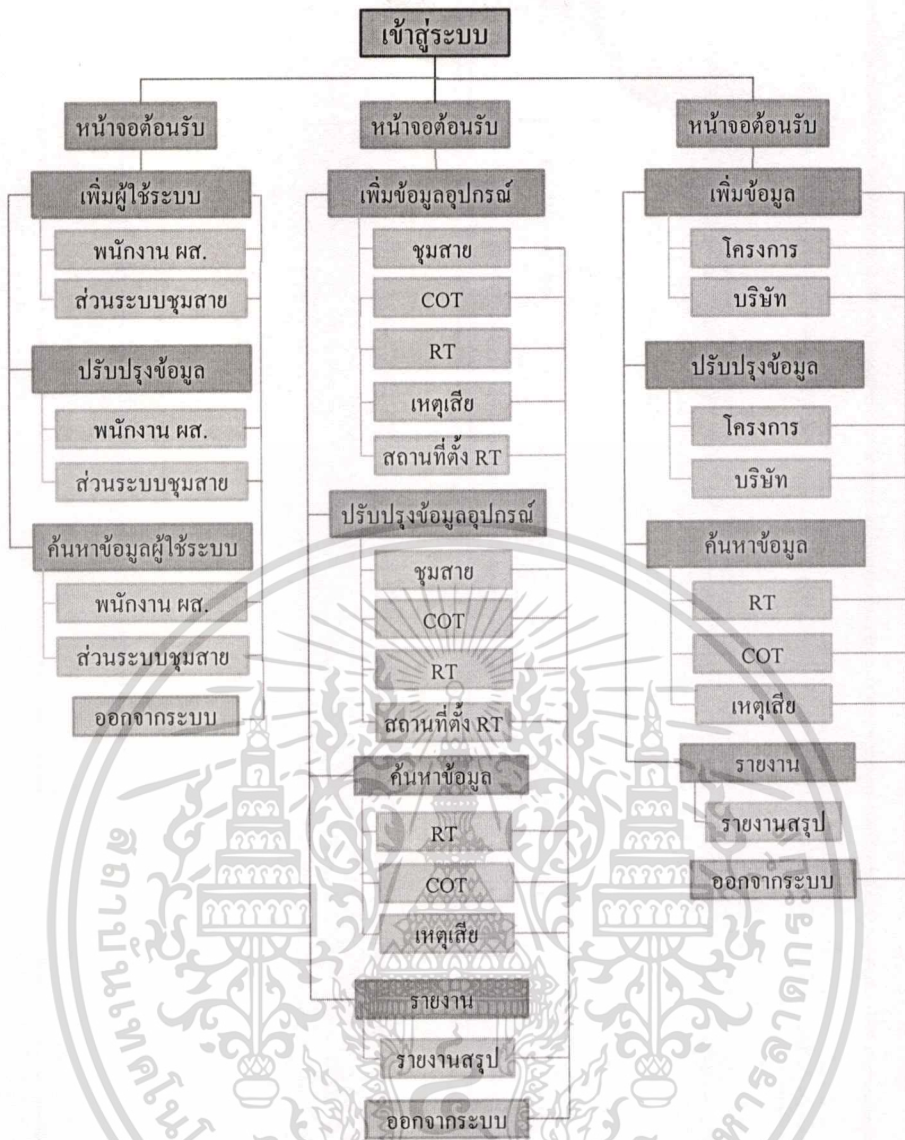 เข้าสู่ระบบ
หน้าจอต้อนรับ
เพิ่มผู้ใช้ระบบ
พนักงาน ผส.
ส่วนระบบชุมสาย
ปรับปรุงข้อมูล
พนักงาน ผส.
ส่วนระบบชุมสาย
ค้นหาข้อมูลผู้ใช้ระบบ
พนักงาน ผส.
ส่วนระบบชุมสาย
ออกจากระบบ
หน้าจอต้อนรับ
เพิ่มข้อมูลอุปกรณ์
ชุมสาย
COT
RT
เหตุเสีย
สถานที่ตั้ง RT
ปรับปรุงข้อมูลอุปกรณ์
ชุมสาย
COT
RT
สถานที่ตั้ง RT
ค้นหาข้อมูล
RT
COT
เหตุเสีย
รายงาน
รายงานสรุป
ออกจากระบบ
หน้าจอต้อนรับ
เพิ่มข้อมูล
โครงการ
บริษัท
ปรับปรุงข้อมูล
โครงการ
บริษัท
ค้นหาข้อมูล
RT
COT
เหตุเสีย
รายงาน
รายงานสรุป
ออกจากระบบ